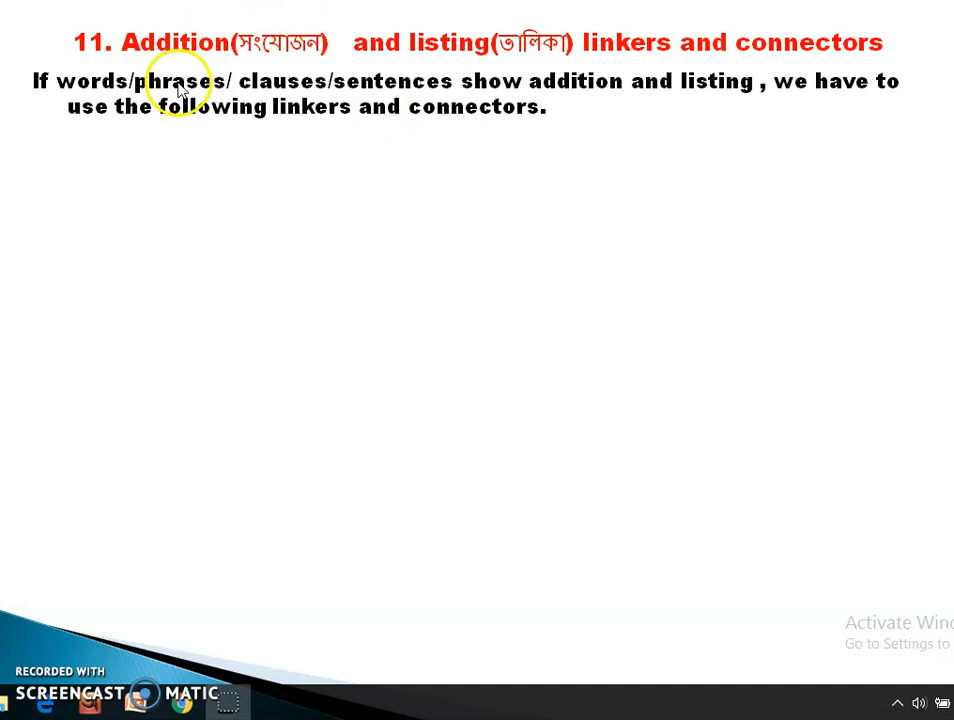 11. Addition(সংযোজন) and listing(তালিকা) linkers and connectors
If words/phrases/ clauses/sentences show addition and listing , we have to
use the following linkers and connectors.
Activate Win
Go to Settings to
RECORDED WITH
SCREENCAST MATIC